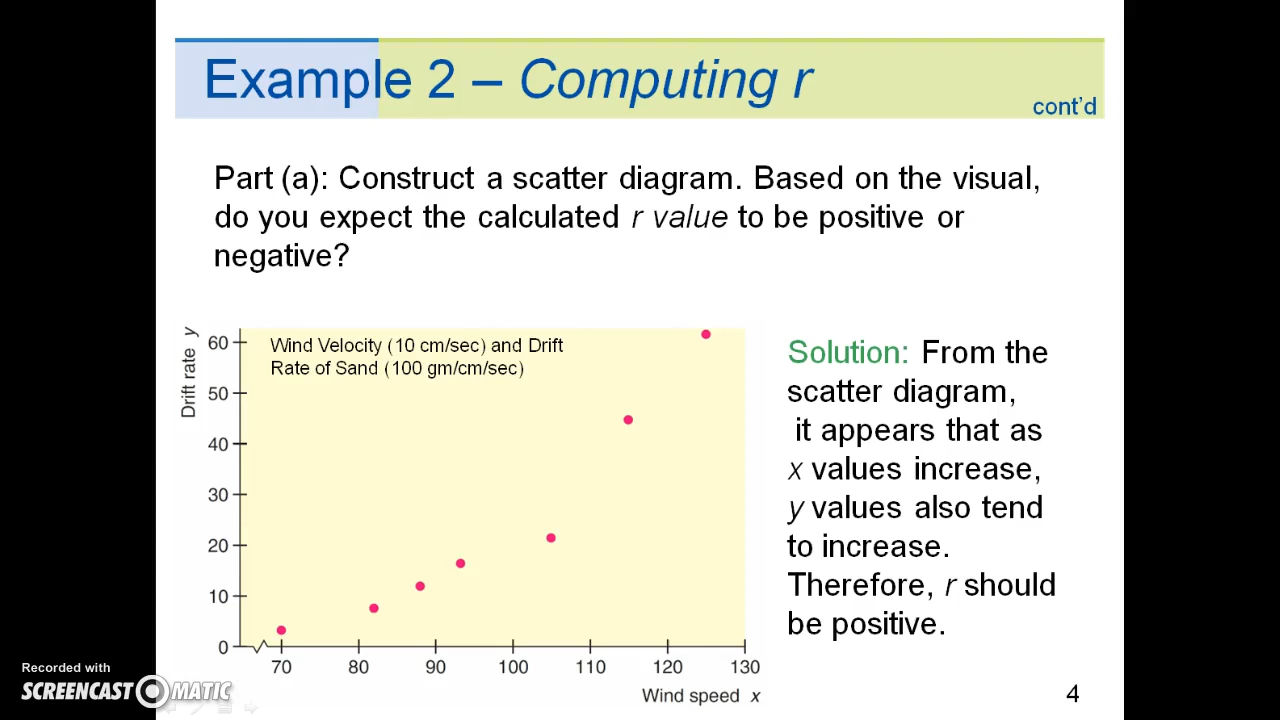 Example 2 – Computing r
cont'd
Part (a): Construct a scatter diagram. Based on the visual,
do you expect the calculated r value to be positive or
negative?
Drift rate y
60
50
40
30
20
10
0
Wind Velocity (10 cm/sec) and Drift
Rate of Sand (100 gm/cm/sec)
70 80 90 100 110 120 130
Wind speed x
Solution: From the
scatter diagram,
it appears that as
x values increase,
y values also tend
to increase.
Therefore, r should
be positive.
4
Recorded with
SCREENCAST MATIC